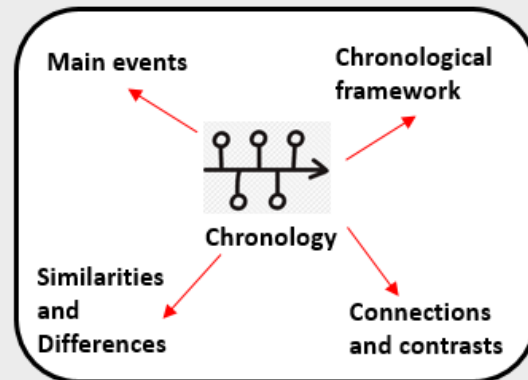 Main events
Chronological
framework
Chronology
Similarities
and
Differences
Connections
and contrasts